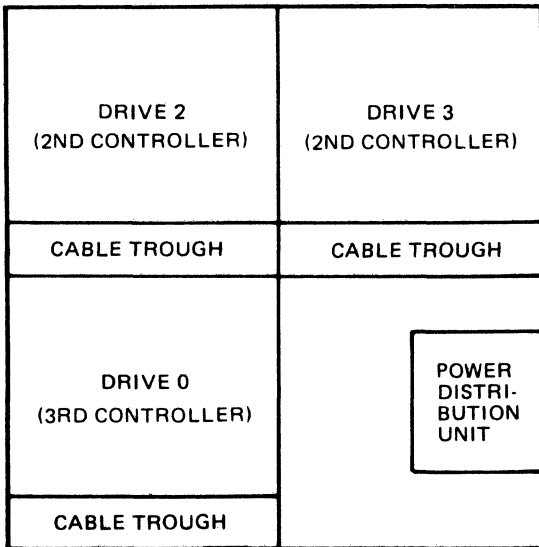 DRIVE 2
(2ND CONTROLLER)
DRIVE 3
(2ND CONTROLLER)
CABLE TROUGH
CABLE TROUGH
DRIVE 0
(3RD CONTROLLER)
POWER
DISTRI-
BUTION
UNIT
CABLE TROUGH